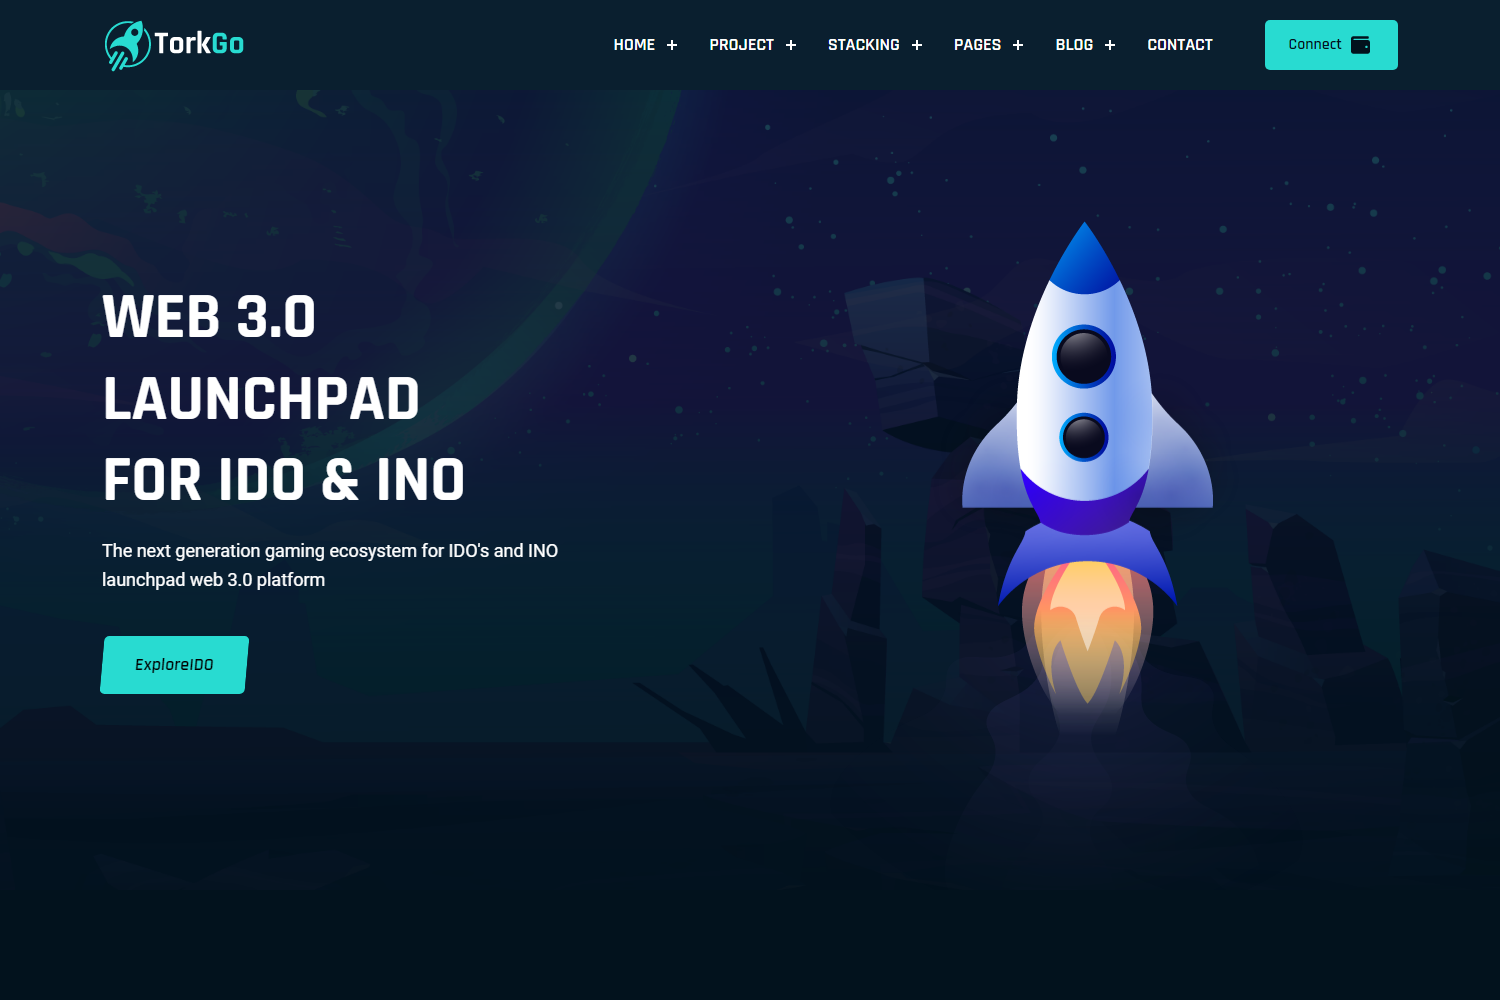 TorkGo
HOME + PROJECT + STACKING + PAGES + BLOG + CONTACT
Connect
WEB 3.0
LAUNCHPAD
FOR IDO & INO
The next generation gaming ecosystem for IDO's and INO
launchpad web 3.0 platform
ExploreIDO